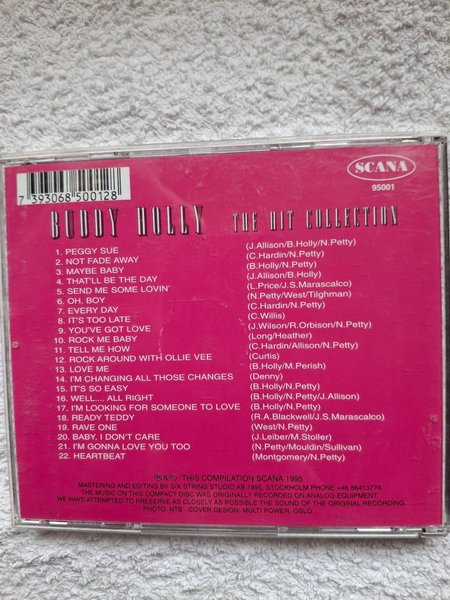 SCANA
95001
7 393068 500128
BUDDY HOLLY THE HIT COLLECTION
1. PEGGY SUE (J.Allison/B.Holly/N.Petty)
2. NOT FADE AWAY (C.Hardin/N.Petty)
3. MAYBE BABY (B.Holly/N.Petty)
4. THAT'LL BE THE DAY (J.Allison/B.Holly)
5. SEND ME SOME LOVIN' (L.Price/J.S.Marascalco)
6. OH, BOY (N.Petty/West/Tilghman)
7. EVERY DAY (C.Hardin/N.Petty)
8. IT'S TOO LATE (C.Willis)
9. YOU'VE GOT LOVE (J.Wilson/R.Orbison/N.Petty)
10. ROCK ME BABY (Long/Heather)
11. TELL ME HOW (C.Hardin/Allison/N.Petty)
12. ROCK AROUND WITH OLLIE VEE (Curtis)
13. LOVE ME (B.Holly/M.Perish)
14. I'M CHANGING ALL THOSE CHANGES (Denny)
15. IT'S SO EASY (B.Holly/N.Petty)
16. WELL.... ALL RIGHT (B.Holly/N.Petty/J.Allison)
17. I'M LOOKING FOR SOMEONE TO LOVE (B.Holly/N.Petty)
18. READY TEDDY (R.A.Blackwell/J.S.Marascalco)
19. RAVE ONE (West/N.Petty)
20. BABY, I DON'T CARE (J.Leiber/M.Stoller)
21. I'M GONNA LOVE YOU TOO (N.Petty/Mouldin/Sullivan)
22. HEARTBEAT (Montgomery/N.Petty)
℗&© THIS COMPILATION SCANA 1995
MASTERING AND EDITING BY SIX STRING STUDIO AB 1995, STOCKHOLM PHONE +46 86413774
THE MUSIC ON THIS COMPACT DISC WAS ORIGINALLY RECORDED ON ANALOG EQUIPMENT.
WE HAVE ATTEMPTED TO PRESERVE AS CLOSELY AS POSSIBLE THE SOUND OF THE ORIGINAL RECORDING.
PHOTO: NTB COVER DESIGN: MULTI POWER, OSLO